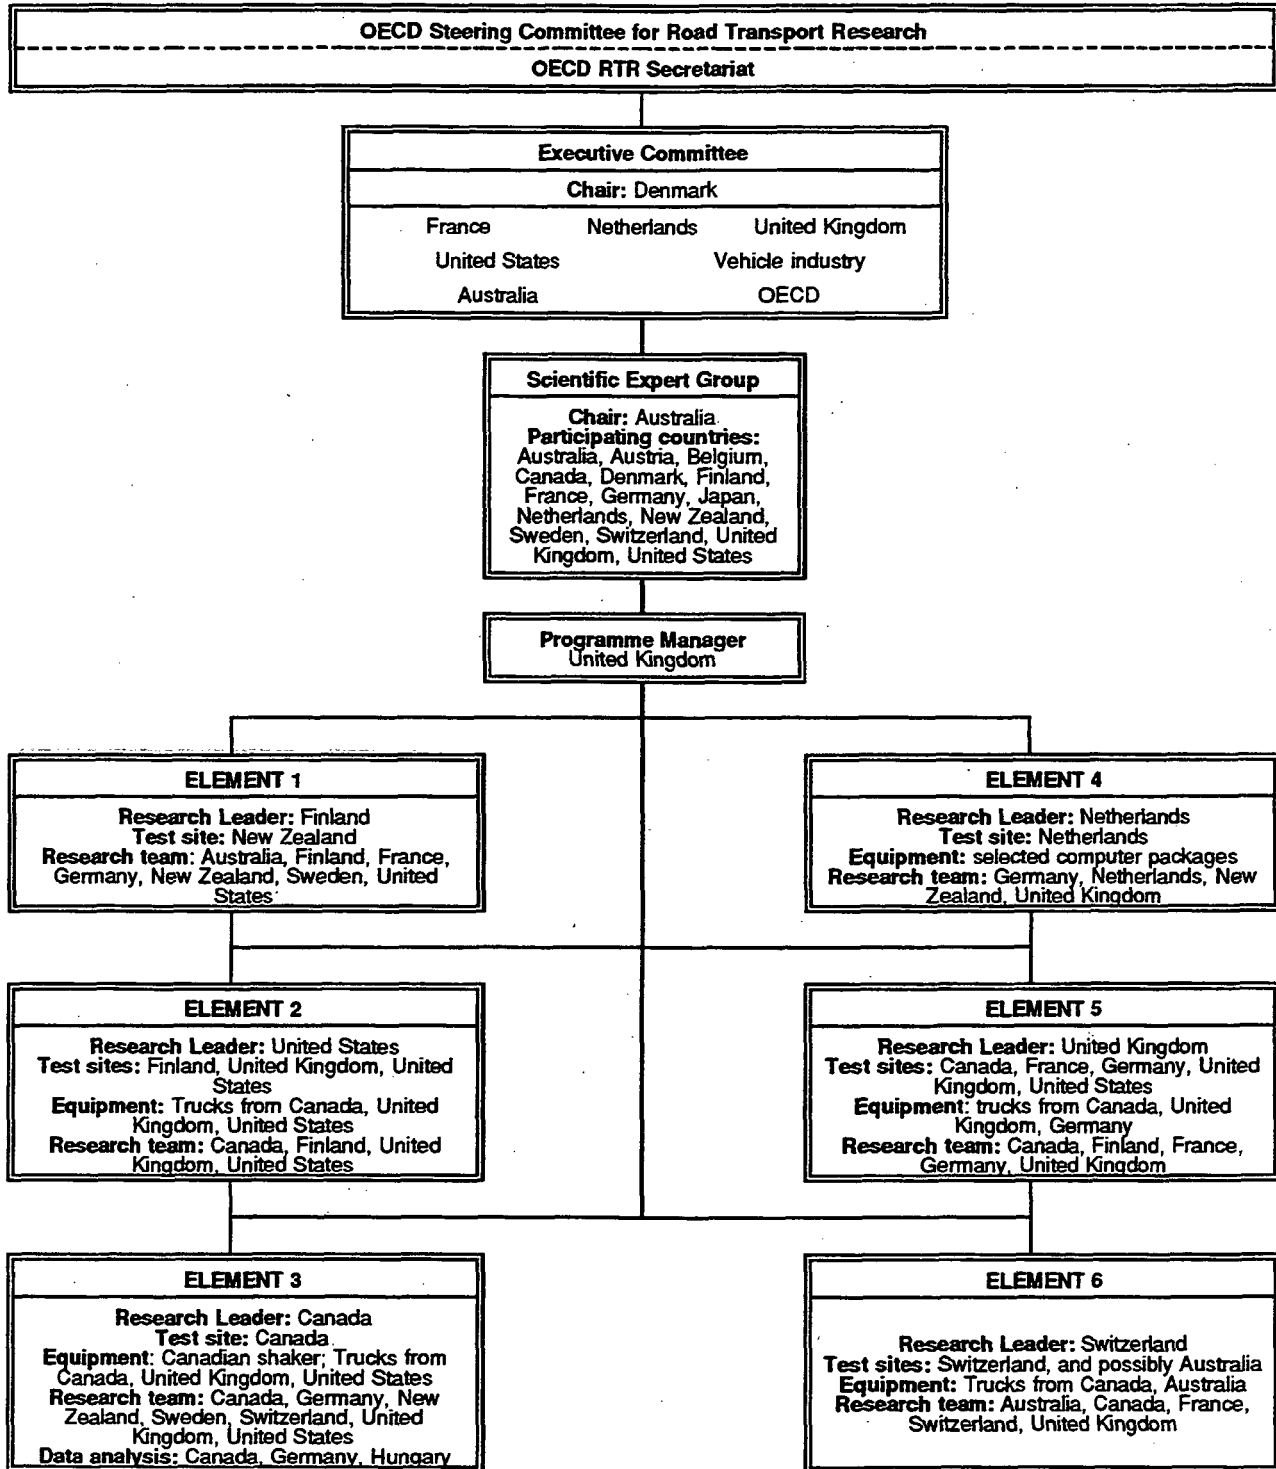 OECD Steering Committee for Road Transport Research
OECD RTR Secretariat
Executive Committee
Chair: Denmark
France Netherlands United Kingdom
United States Vehicle industry
Australia OECD
Scientific Expert Group
Chair: Australia
Participating countries:
Australia, Austria, Belgium,
Canada, Denmark, Finland,
France, Germany, Japan,
Netherlands, New Zealand,
Sweden, Switzerland, United
Kingdom, United States
Programme Manager
United Kingdom
ELEMENT 1
Research Leader: Finland
Test site: New Zealand
Research team: Australia, Finland, France,
Germany, New Zealand, Sweden, United
States
ELEMENT 4
Research Leader: Netherlands
Test site: Netherlands
Equipment: selected computer packages
Research team: Germany, Netherlands, New
Zealand, United Kingdom
ELEMENT 2
Research Leader: United States
Test sites: Finland, United Kingdom, United
States
Equipment: Trucks from Canada, United
Kingdom, United States
Research team: Canada, Finland, United
Kingdom, United States
ELEMENT 5
Research Leader: United Kingdom
Test sites: Canada, France, Germany, United
Kingdom, United States
Equipment: trucks from Canada, United
Kingdom, Germany
Research team: Canada, Finland, France,
Germany, United Kingdom
ELEMENT 3
Research Leader: Canada
Test site: Canada
Equipment: Canadian shaker; Trucks from
Canada, United Kingdom, United States
Research team: Canada, Germany, New
Zealand, Sweden, Switzerland, United
Kingdom, United States
Data analysis: Canada, Germany, Hungary
ELEMENT 6
Research Leader: Switzerland
Test sites: Switzerland, and possibly Australia
Equipment: Trucks from Canada, Australia
Research team: Australia, Canada, France,
Switzerland, United Kingdom